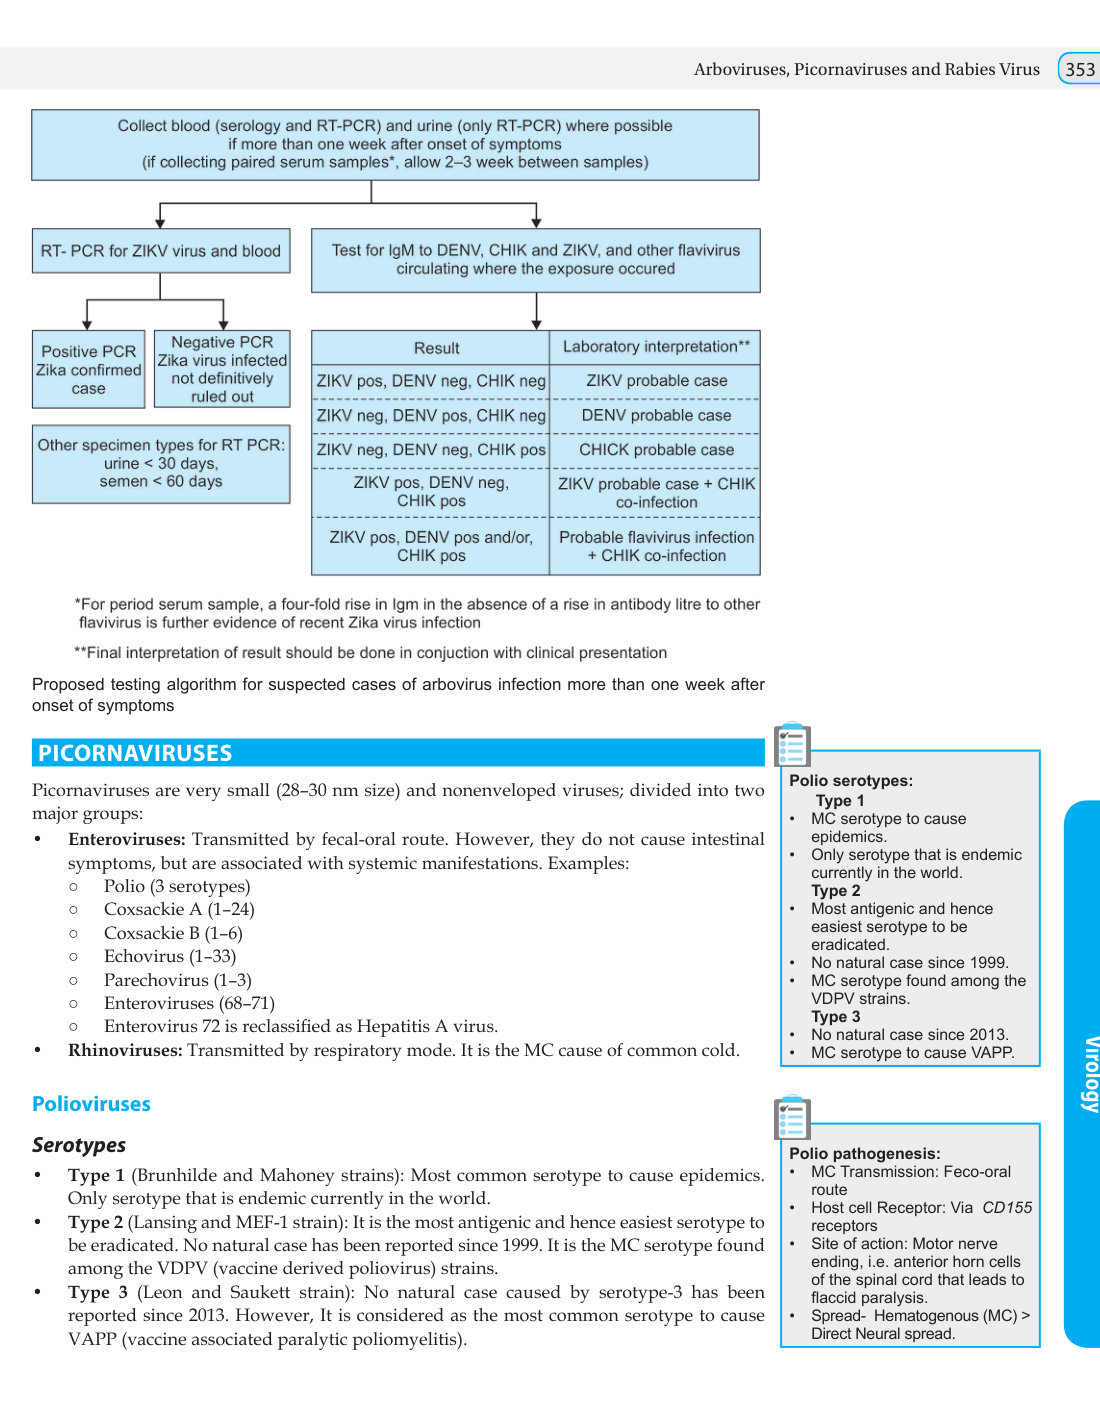 Arboviruses, Picornaviruses and Rabies Virus 353
Collect blood (serology and RT-PCR) and urine (only RT-PCR) where possible
if more than one week after onset of symptoms
(if collecting paired serum samples*, allow 2–3 week between samples)
RT- PCR for ZIKV virus and blood
Test for IgM to DENV, CHIK and ZIKV, and other flavivirus
circulating where the exposure occured
Positive PCR
Zika confirmed
case
Negative PCR
Zika virus infected
not definitively
ruled out
Other specimen types for RT PCR:
urine < 30 days,
semen < 60 days
Result Laboratory interpretation**
ZIKV pos, DENV neg, CHIK neg ZIKV probable case
ZIKV neg, DENV pos, CHIK neg DENV probable case
ZIKV neg, DENV neg, CHIK pos CHICK probable case
ZIKV pos, DENV neg,
CHIK pos
ZIKV probable case + CHIK
co-infection
ZIKV pos, DENV pos and/or,
CHIK pos
Probable flavivirus infection
+ CHIK co-infection
*For period serum sample, a four-fold rise in Igm in the absence of a rise in antibody litre to other
flavivirus is further evidence of recent Zika virus infection
**Final interpretation of result should be done in conjuction with clinical presentation
Proposed testing algorithm for suspected cases of arbovirus infection more than one week after
onset of symptoms
PICORNAVIRUSES
Picornaviruses are very small (28–30 nm size) and nonenveloped viruses; divided into two
major groups:
• Enteroviruses: Transmitted by fecal-oral route. However, they do not cause intestinal
symptoms, but are associated with systemic manifestations. Examples:
○ Polio (3 serotypes)
○ Coxsackie A (1–24)
○ Coxsackie B (1–6)
○ Echovirus (1–33)
○ Parechovirus (1–3)
○ Enteroviruses (68–71)
○ Enterovirus 72 is reclassified as Hepatitis A virus.
• Rhinoviruses: Transmitted by respiratory mode. It is the MC cause of common cold.
Polioviruses
Serotypes
• Type 1 (Brunhilde and Mahoney strains): Most common serotype to cause epidemics.
Only serotype that is endemic currently in the world.
• Type 2 (Lansing and MEF-1 strain): It is the most antigenic and hence easiest serotype to
be eradicated. No natural case has been reported since 1999. It is the MC serotype found
among the VDPV (vaccine derived poliovirus) strains.
• Type 3 (Leon and Saukett strain): No natural case caused by serotype-3 has been
reported since 2013. However, It is considered as the most common serotype to cause
VAPP (vaccine associated paralytic poliomyelitis).
Polio serotypes:
Type 1
• MC serotype to cause
epidemics.
• Only serotype that is endemic
currently in the world.
Type 2
• Most antigenic and hence
easiest serotype to be
eradicated.
• No natural case since 1999.
• MC serotype found among the
VDPV strains.
Type 3
• No natural case since 2013.
• MC serotype to cause VAPP.
Polio pathogenesis:
• MC Transmission: Feco-oral
route
• Host cell Receptor: Via CD155
receptors
• Site of action: Motor nerve
ending, i.e. anterior horn cells
of the spinal cord that leads to
flaccid paralysis.
• Spread- Hematogenous (MC) >
Direct Neural spread.
Virology